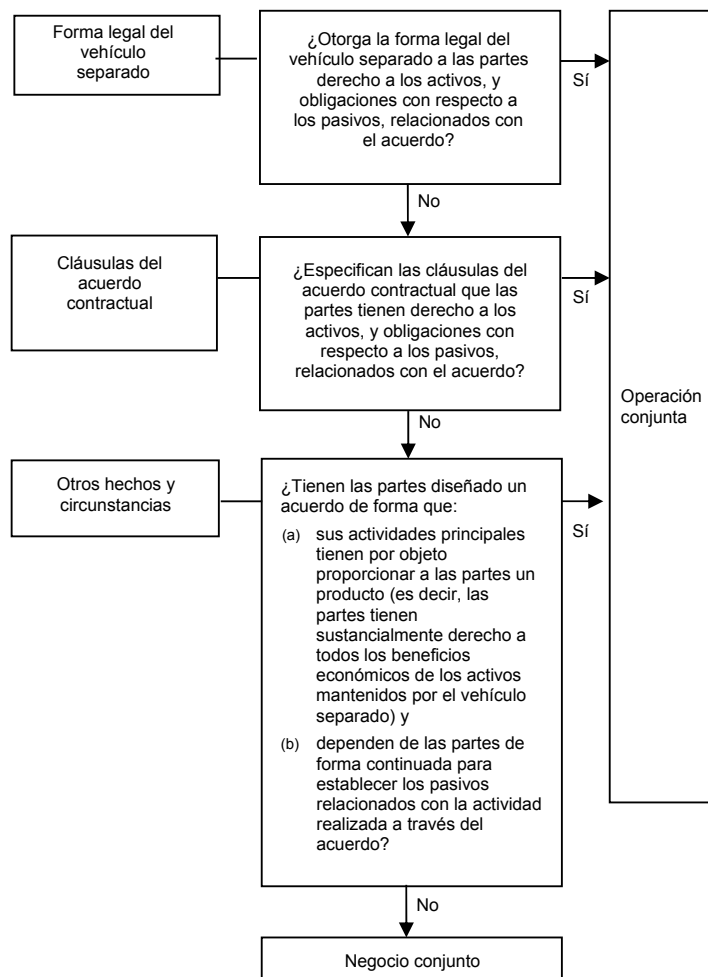 Forma legal del
vehículo
separado
¿Otorga la forma legal del
vehículo separado a las partes
derecho a los activos, y
obligaciones con respecto a
los pasivos, relacionados con
el acuerdo?
Sí
No
Cláusulas del
acuerdo
contractual
¿Especifican las cláusulas del
acuerdo contractual que las
partes tienen derecho a los
activos, y obligaciones con
respecto a los pasivos,
relacionados con el acuerdo?
Sí
No
Operación
conjunta
Otros hechos y
circunstancias
¿Tienen las partes diseñado un
acuerdo de forma que:
(a) sus actividades principales
tienen por objeto
proporcionar a las partes un
producto (es decir, las
partes tienen
sustancialmente derecho a
todos los beneficios
económicos de los activos
mantenidos por el vehículo
separado) y
(b) dependen de las partes de
forma continuada para
establecer los pasivos
relacionados con la actividad
realizada a través del
acuerdo?
Sí
No
Negocio conjunto